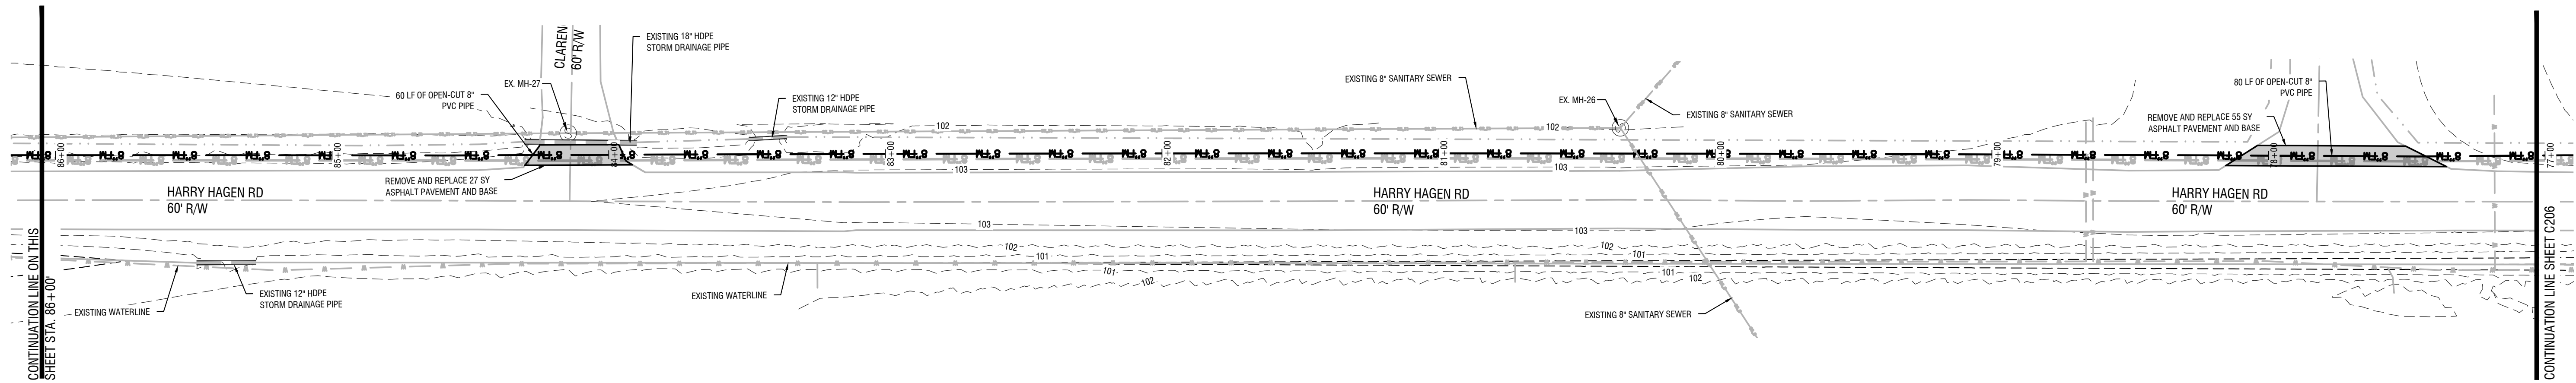 CONTINUATION LINE ON THIS
SHEET STA. 86+00"
86+00
85+00
84+00
83+00
82+00
81+00
80+00
79+00
78+00
77+00
CLAREN
60' R/W
EXISTING 18" HDPE
STORM DRAINAGE PIPE
EX. MH-27
60 LF OF OPEN-CUT 8"
PVC PIPE
EXISTING 12" HDPE
STORM DRAINAGE PIPE
REMOVE AND REPLACE 27 SY
ASPHALT PAVEMENT AND BASE
HARRY HAGEN RD
60' R/W
EXISTING 12" HDPE
STORM DRAINAGE PIPE
EXISTING WATERLINE
EXISTING WATERLINE
102
103
103
102
101
101
102
EXISTING 8" SANITARY SEWER
EX. MH-26
EXISTING 8" SANITARY SEWER
102
103
HARRY HAGEN RD
60' R/W
103
102
101
101
102
EXISTING 8" SANITARY SEWER
80 LF OF OPEN-CUT 8"
PVC PIPE
REMOVE AND REPLACE 55 SY
ASPHALT PAVEMENT AND BASE
HARRY HAGEN RD
60' R/W
CONTINUATION LINE SHEET C206